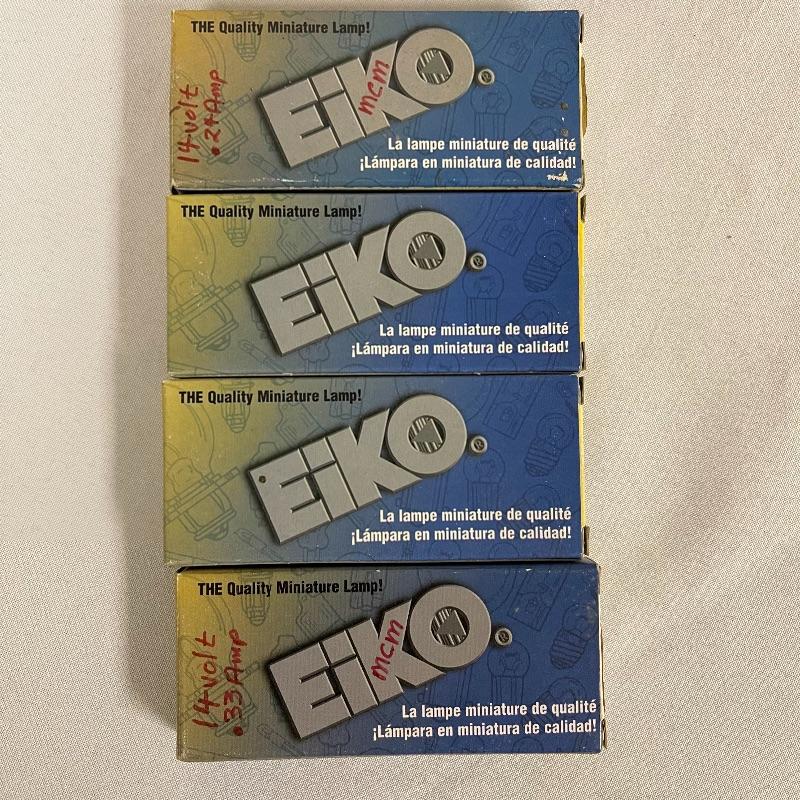 THE Quality Miniature Lamp!
EiKO®
mcm
14 volt
.24 Amp
La lampe miniature de qualité
¡Lámpara en miniatura de calidad!
THE Quality Miniature Lamp!
EiKO®
La lampe miniature de qualité
¡Lámpara en miniatura de calidad!
THE Quality Miniature Lamp!
EiKO®
La lampe miniature de qualité
¡Lámpara en miniatura de calidad!
THE Quality Miniature Lamp!
EiKO®
mcm
14 volt
.33 Amp
La lampe miniature de qualité
¡Lámpara en miniatura de calidad!